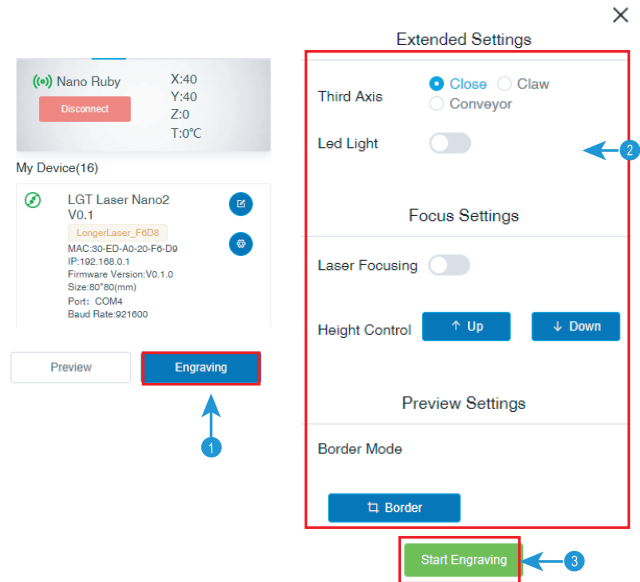 Nano Ruby
Disconnect
X:40
Y:40
Z:0
T:0°C
My Device(16)
LGT Laser Nano2
V0.1
LongerLaser_F6D8
MAC:30-ED-A0-20-F6-D9
IP:192.168.0.1
Firmware Version:V0.1.0
Size:80*80(mm)
Port: COM4
Baud Rate:921600
Preview
Engraving
1
Extended Settings
Third Axis
Close
Claw
Conveyor
Led Light
2
Focus Settings
Laser Focusing
Height Control
Up
Down
Preview Settings
Border Mode
Border
Start Engraving
3